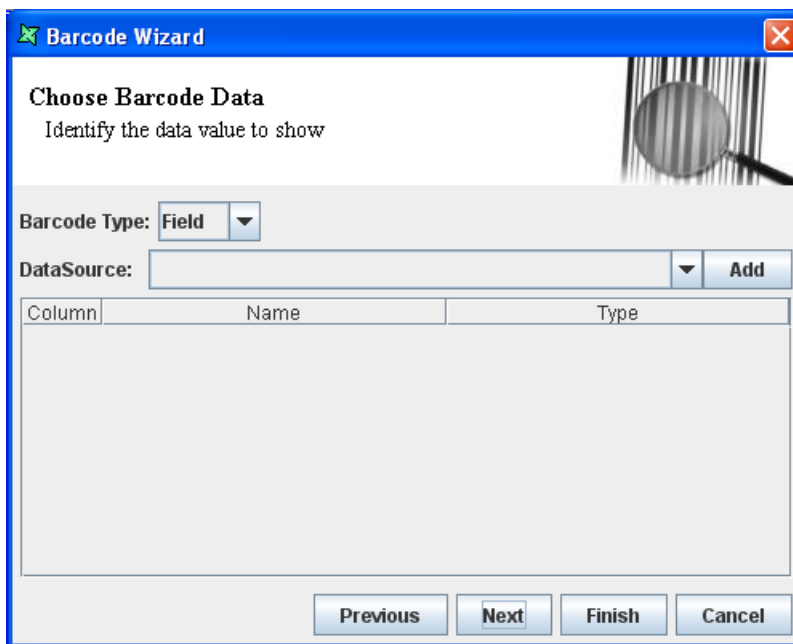 Barcode Wizard
Choose Barcode Data
Identify the data value to show
Barcode Type: Field
DataSource: Add
Column Name Type
Previous Next Finish Cancel